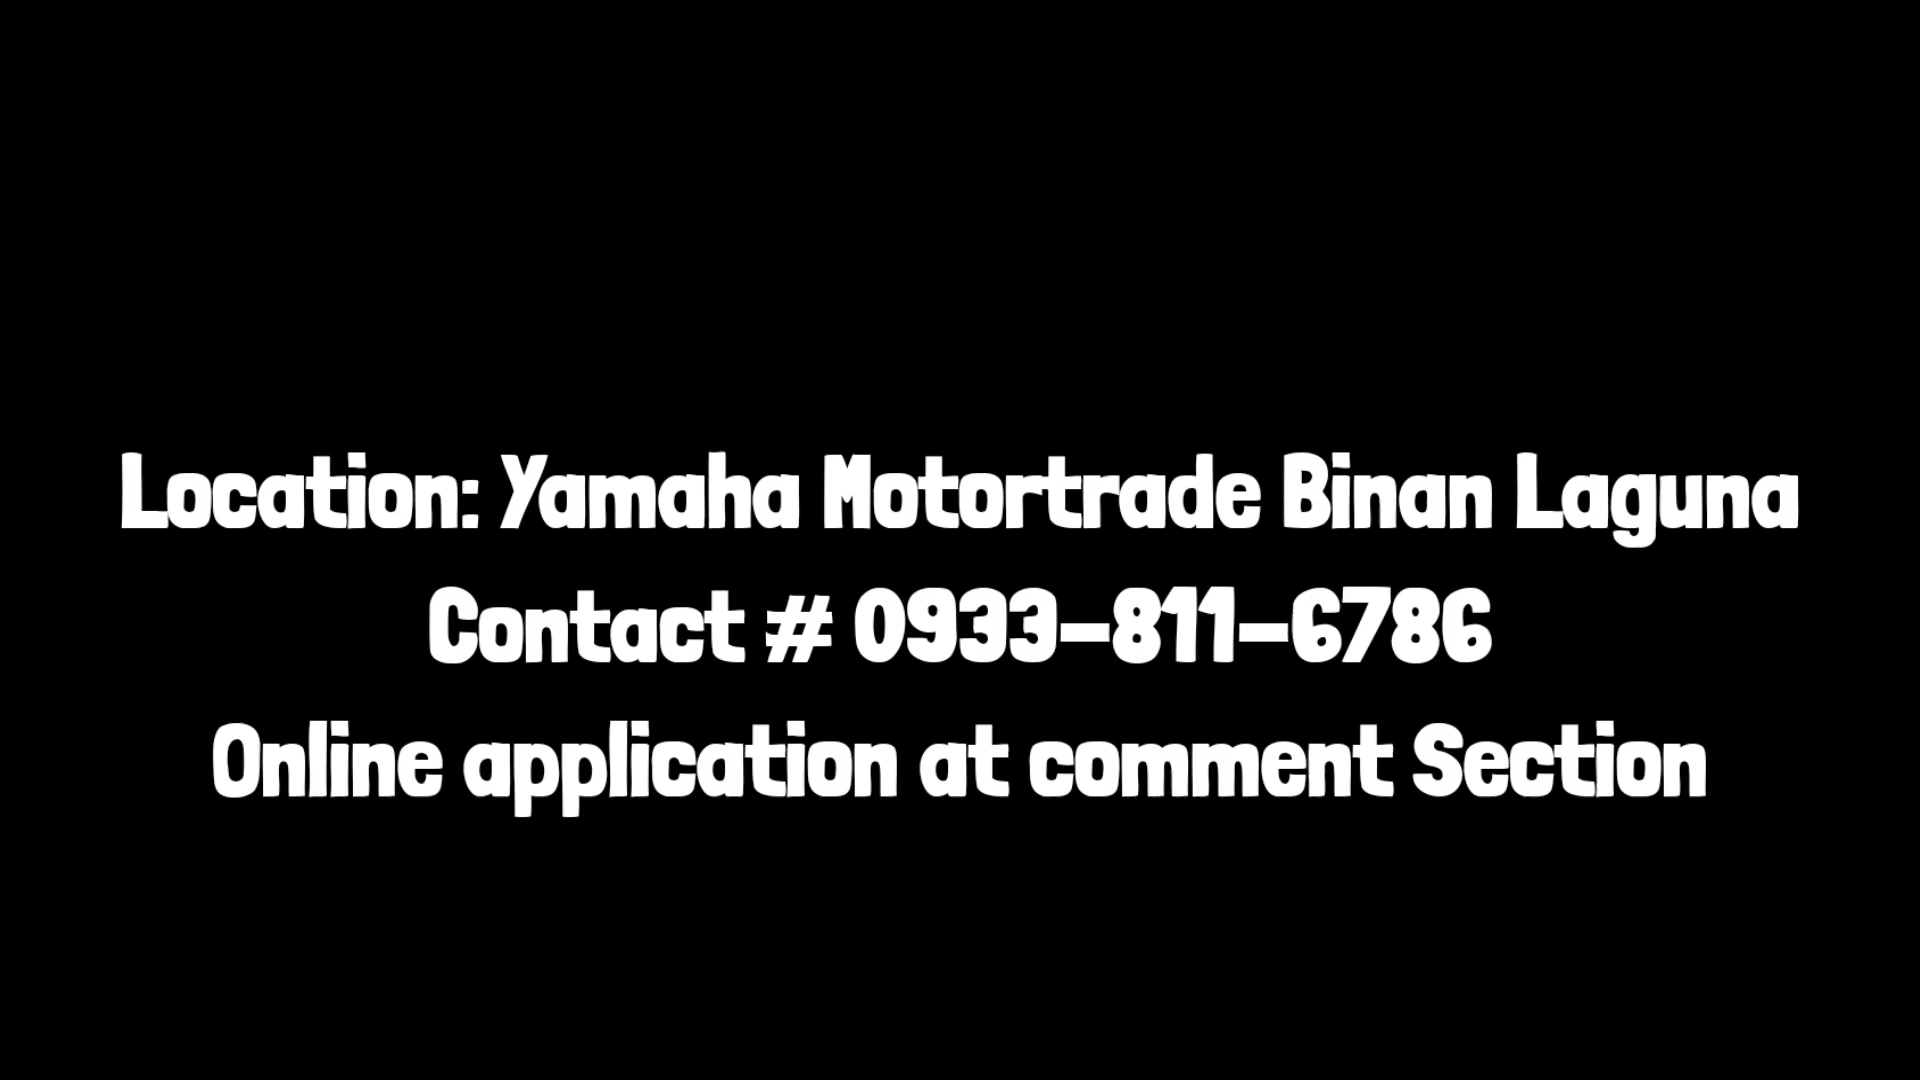 Location: Yamaha Motortrade Binan Laguna
Contact # 0933-811-6786
Online application at comment Section